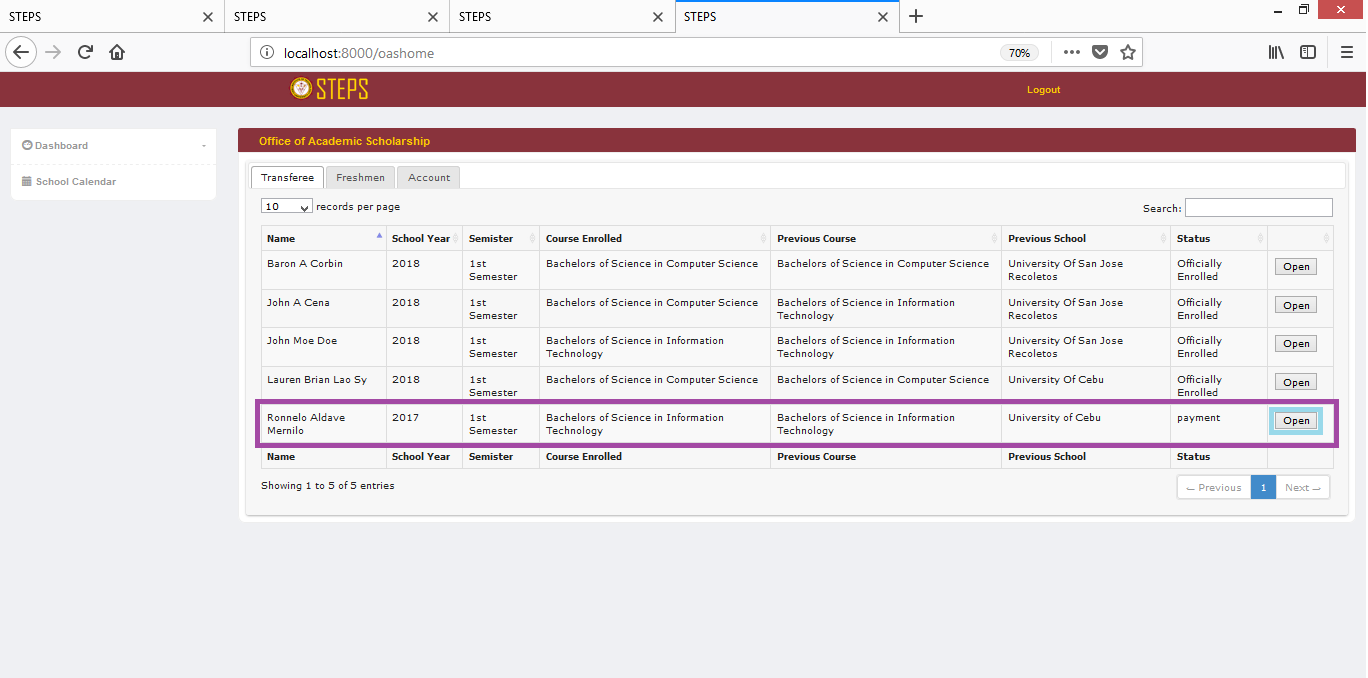 STEPS STEPS STEPS STEPS
localhost:8000/oashome 70%
STEPS Logout
Dashboard
School Calendar
Office of Academic Scholarship
Transferee Freshmen Account
10 records per page Search:
Name School Year Semister Course Enrolled Previous Course Previous School Status
Baron A Corbin 2018 1st Bachelors of Science in Computer Science Bachelors of Science in Computer Science University Of San Jose Officially Open
Semester Recoletos Enrolled
John A Cena 2018 1st Bachelors of Science in Computer Science Bachelors of Science in Information University Of San Jose Officially Open
Semester Technology Recoletos Enrolled
John Moe Doe 2018 1st Bachelors of Science in Information Bachelors of Science in Information University Of San Jose Officially Open
Semester Technology Technology Recoletos Enrolled
Lauren Brian Lao Sy 2018 1st Bachelors of Science in Computer Science Bachelors of Science in Computer Science University Of Cebu Officially Open
Semester Enrolled
Ronnelo Aldave 2017 1st Bachelors of Science in Information Bachelors of Science in Information University of Cebu payment Open
Mernilo Semester Technology Technology
Name School Year Semister Course Enrolled Previous Course Previous School Status
Showing 1 to 5 of 5 entries
← Previous 1 Next →